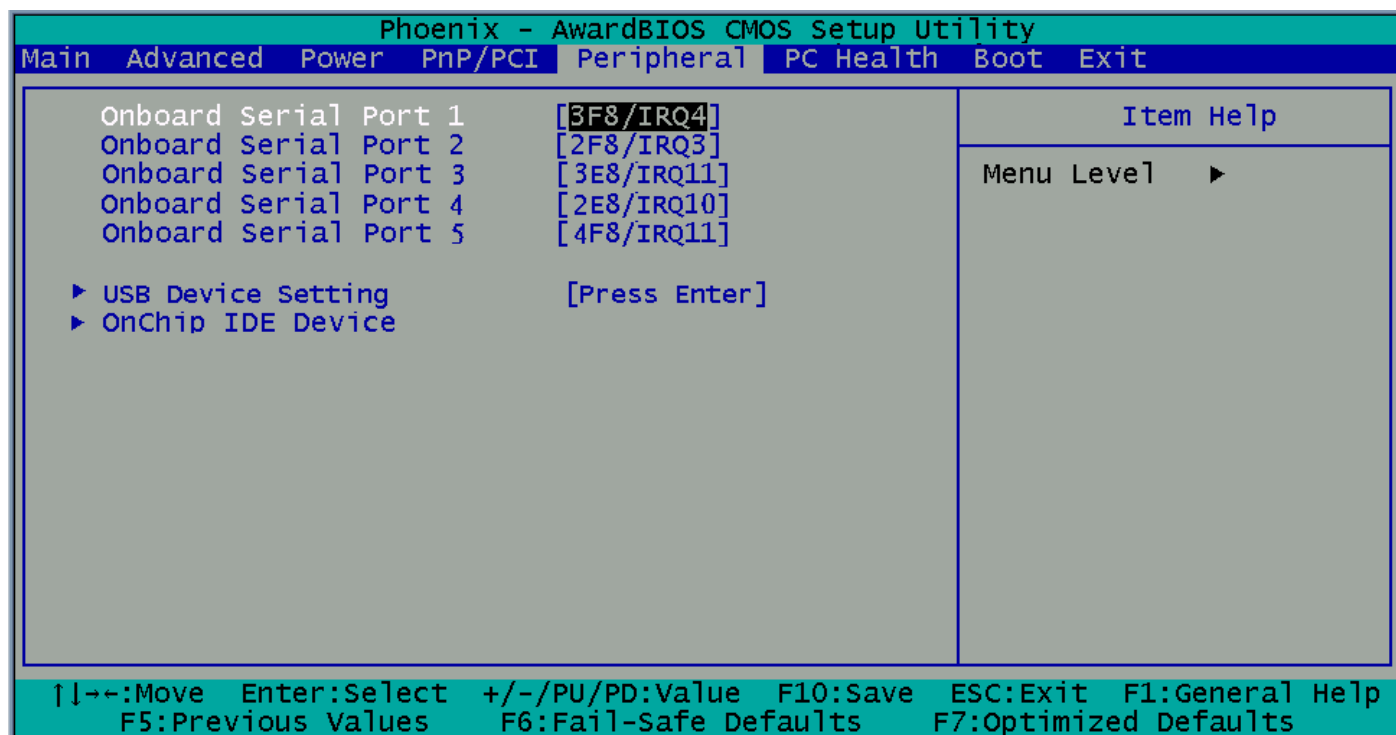 Phoenix - AwardBIOS CMOS Setup Utility
Main Advanced Power PnP/PCI Peripheral PC Health Boot Exit
Onboard Serial Port 1 [3F8/IRQ4]
Onboard Serial Port 2 [2F8/IRQ3]
Onboard Serial Port 3 [3E8/IRQ11]
Onboard Serial Port 4 [2E8/IRQ10]
Onboard Serial Port 5 [4F8/IRQ11]
▶ USB Device Setting [Press Enter]
▶ OnChip IDE Device
Item Help
Menu Level ▶
↑↓→←:Move Enter:Select +/-/PU/PD:Value F10:Save ESC:Exit F1:General Help
F5:Previous Values F6:Fail-Safe Defaults F7:Optimized Defaults